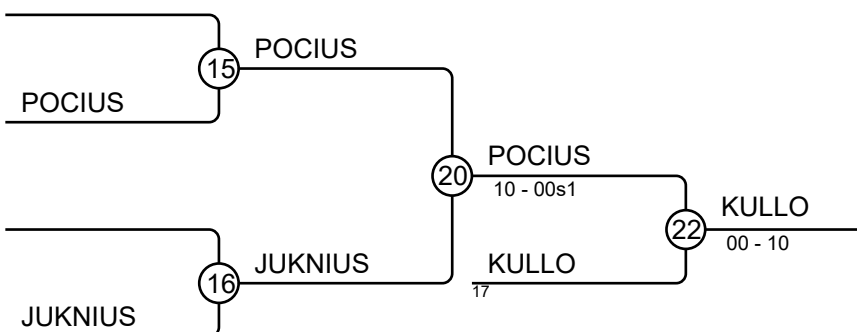 POCIUS
15
POCIUS
20
POCIUS
10 - 00s1
22
KULLO
00 - 10
16
JUKNIUS
KULLO
17
JUKNIUS